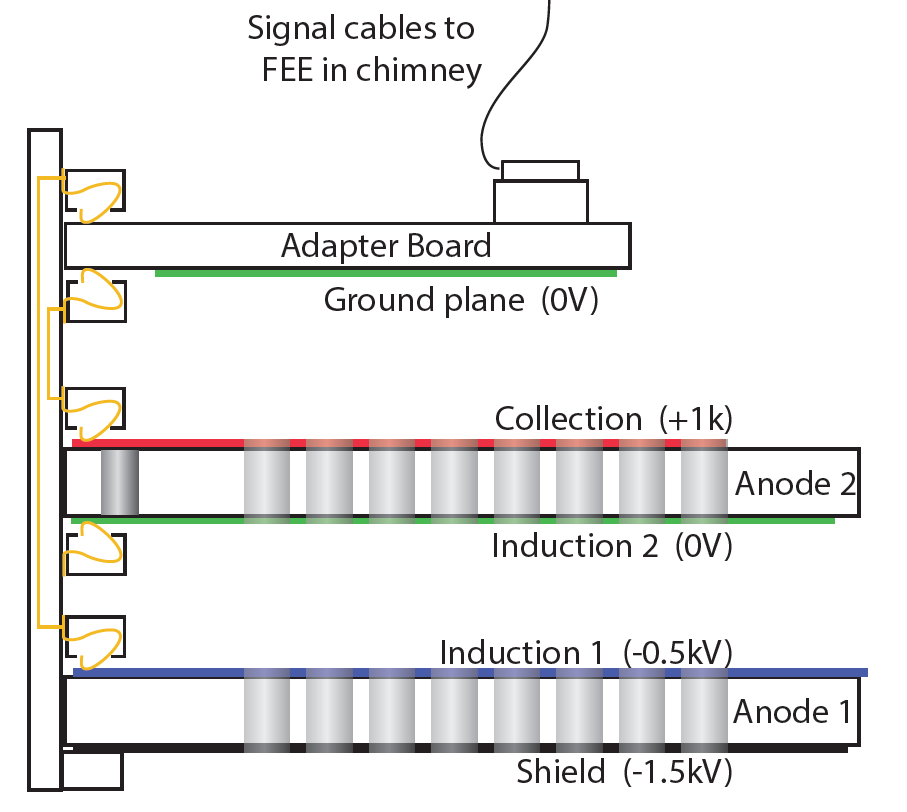 Signal cables to
FEE in chimney
Adapter Board
Ground plane (0V)
Collection (+1k)
Anode 2
Induction 2 (0V)
Induction 1 (-0.5kV)
Anode 1
Shield (-1.5kV)